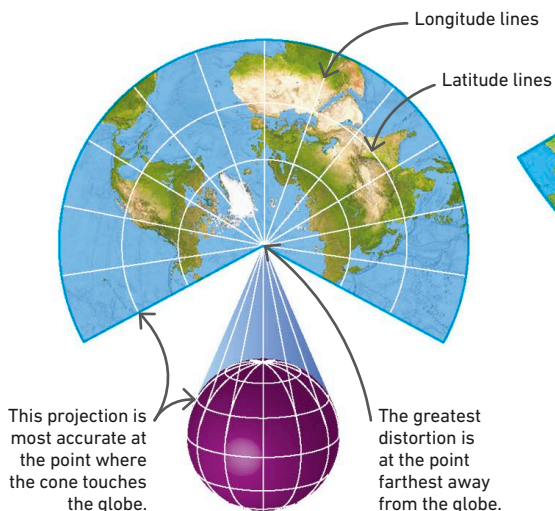 Longitude lines
Latitude lines
This projection is
most accurate at
the point where
the cone touches
the globe.
The greatest
distortion is
at the point
farthest away
from the globe.